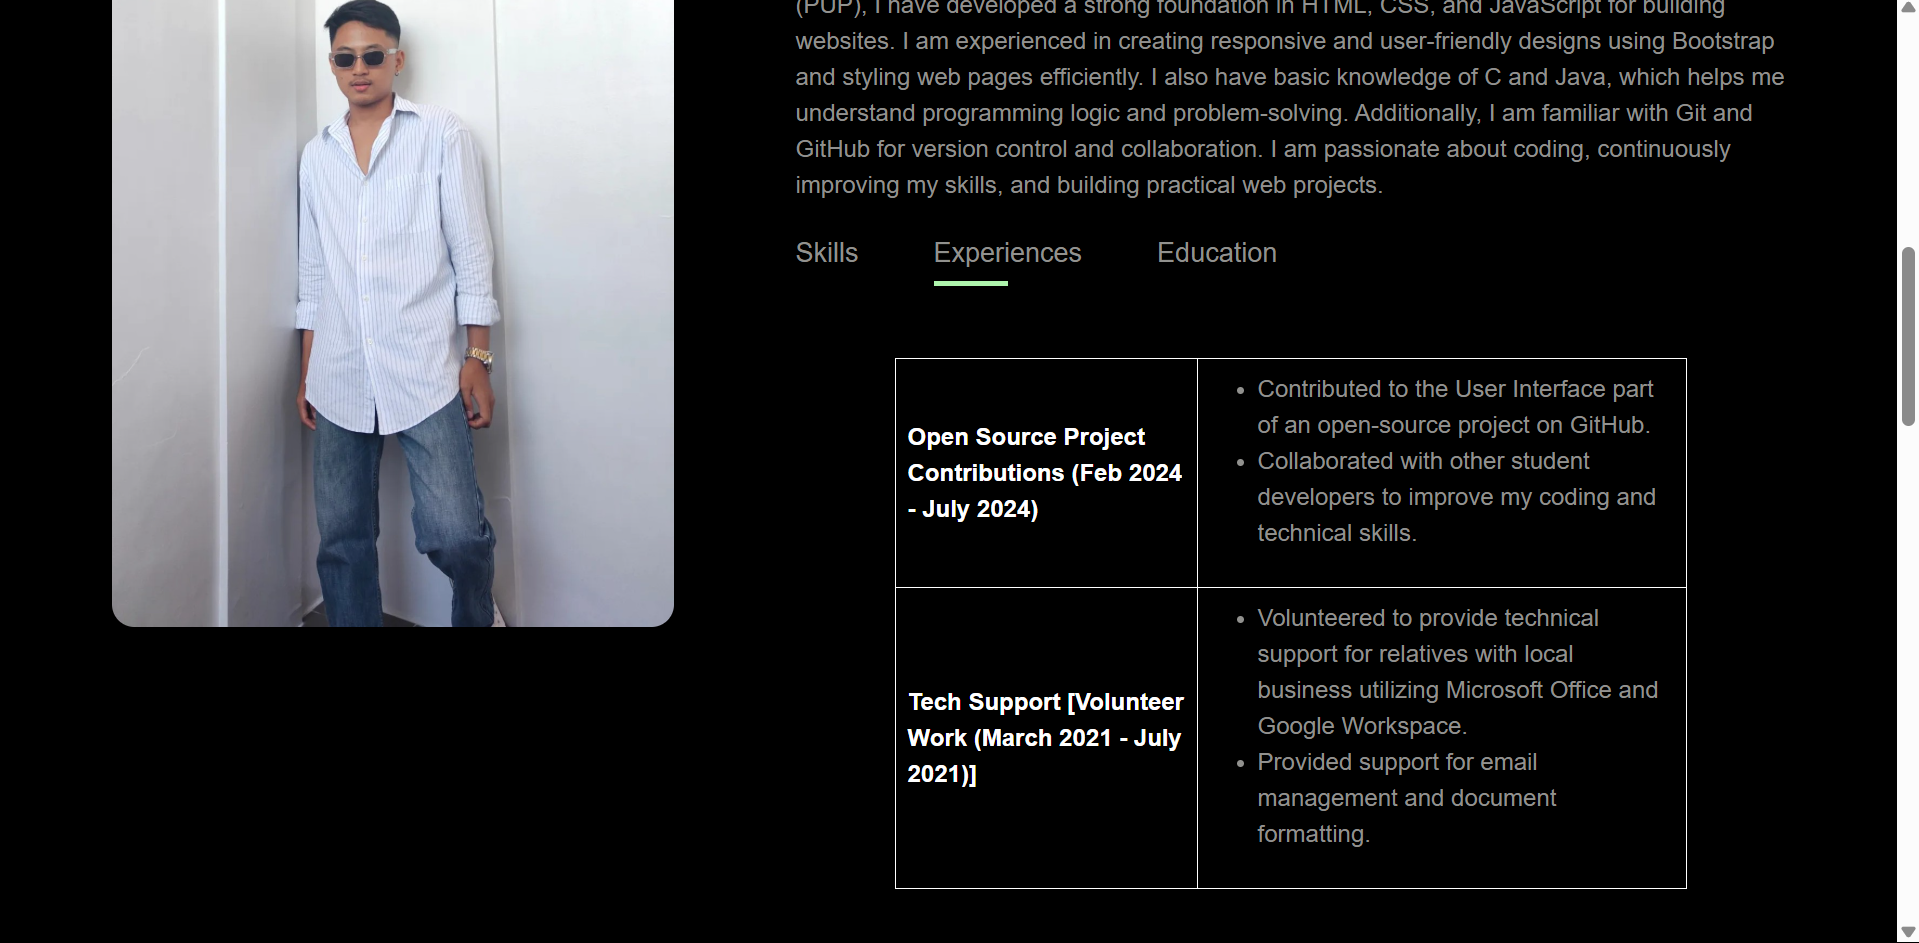 (PUP), I have developed a strong foundation in HTML, CSS, and JavaScript for building
websites. I am experienced in creating responsive and user-friendly designs using Bootstrap
and styling web pages efficiently. I also have basic knowledge of C and Java, which helps me
understand programming logic and problem-solving. Additionally, I am familiar with Git and
GitHub for version control and collaboration. I am passionate about coding, continuously
improving my skills, and building practical web projects.
Skills Experiences Education
Open Source Project
Contributions (Feb 2024
- July 2024)
• Contributed to the User Interface part
of an open-source project on GitHub.
• Collaborated with other student
developers to improve my coding and
technical skills.
Tech Support [Volunteer
Work (March 2021 - July
2021)]
• Volunteered to provide technical
support for relatives with local
business utilizing Microsoft Office and
Google Workspace.
• Provided support for email
management and document
formatting.